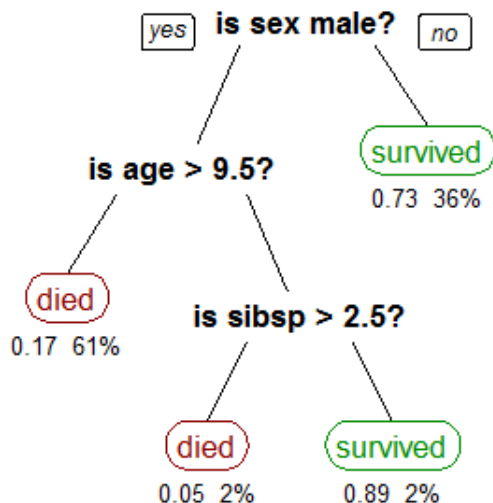 yes is sex male? no
survived
is age > 9.5?
0.73 36%
died
is sibsp > 2.5?
0.17 61%
died survived
0.05 2% 0.89 2%